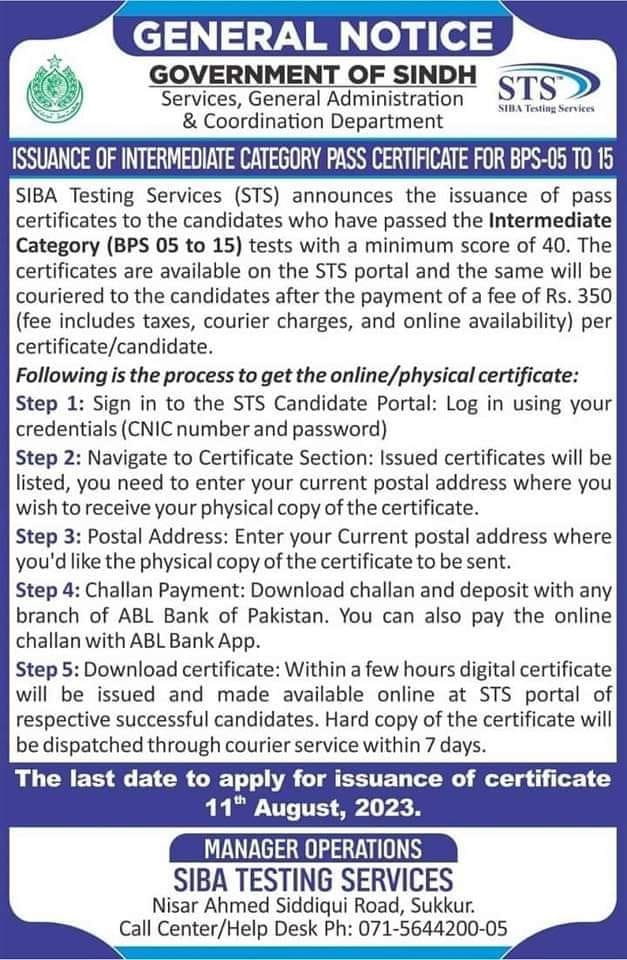 GENERAL NOTICE
GOVERNMENT OF SINDH
Services, General Administration
& Coordination Department
STS™
SIBA Testing Services
ISSUANCE OF INTERMEDIATE CATEGORY PASS CERTIFICATE FOR BPS-05 TO 15
SIBA Testing Services (STS) announces the issuance of pass
certificates to the candidates who have passed the Intermediate
Category (BPS 05 to 15) tests with a minimum score of 40. The
certificates are available on the STS portal and the same will be
couriered to the candidates after the payment of a fee of Rs. 350
(fee includes taxes, courier charges, and online availability) per
certificate/candidate.
Following is the process to get the online/physical certificate:
Step 1: Sign in to the STS Candidate Portal: Log in using your
credentials (CNIC number and password)
Step 2: Navigate to Certificate Section: Issued certificates will be
listed, you need to enter your current postal address where you
wish to receive your physical copy of the certificate.
Step 3: Postal Address: Enter your Current postal address where
you'd like the physical copy of the certificate to be sent.
Step 4: Challan Payment: Download challan and deposit with any
branch of ABL Bank of Pakistan. You can also pay the online
challan with ABL Bank App.
Step 5: Download certificate: Within a few hours digital certificate
will be issued and made available online at STS portal of
respective successful candidates. Hard copy of the certificate will
be dispatched through courier service within 7 days.
The last date to apply for issuance of certificate
11th August, 2023.
MANAGER OPERATIONS
SIBA TESTING SERVICES
Nisar Ahmed Siddiqui Road, Sukkur.
Call Center/Help Desk Ph: 071-5644200-05